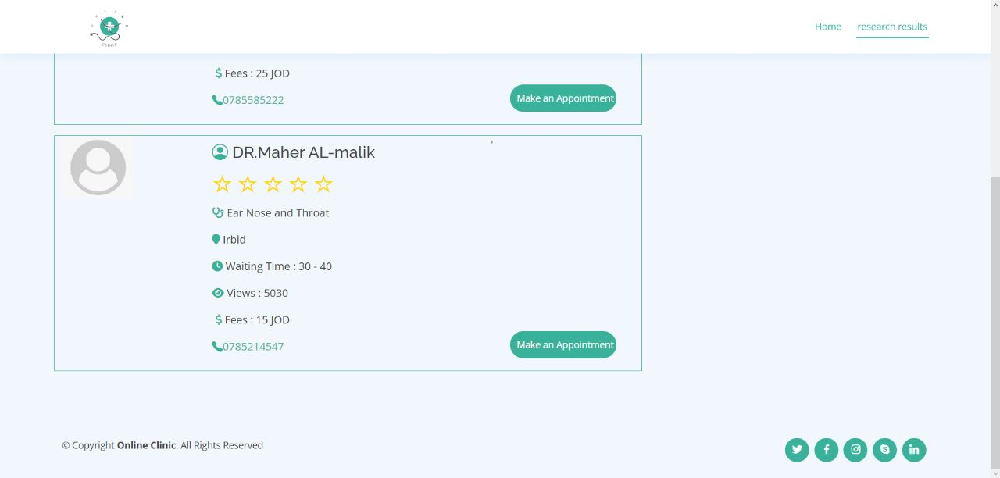 CLINIC
Home
research results
Fees : 25 JOD
0785585222
Make an Appointment
DR.Maher AL-malik
'
Ear Nose and Throat
Irbid
Waiting Time : 30 - 40
Views : 5030
Fees : 15 JOD
0785214547
Make an Appointment
© Copyright Online Clinic. All Rights Reserved